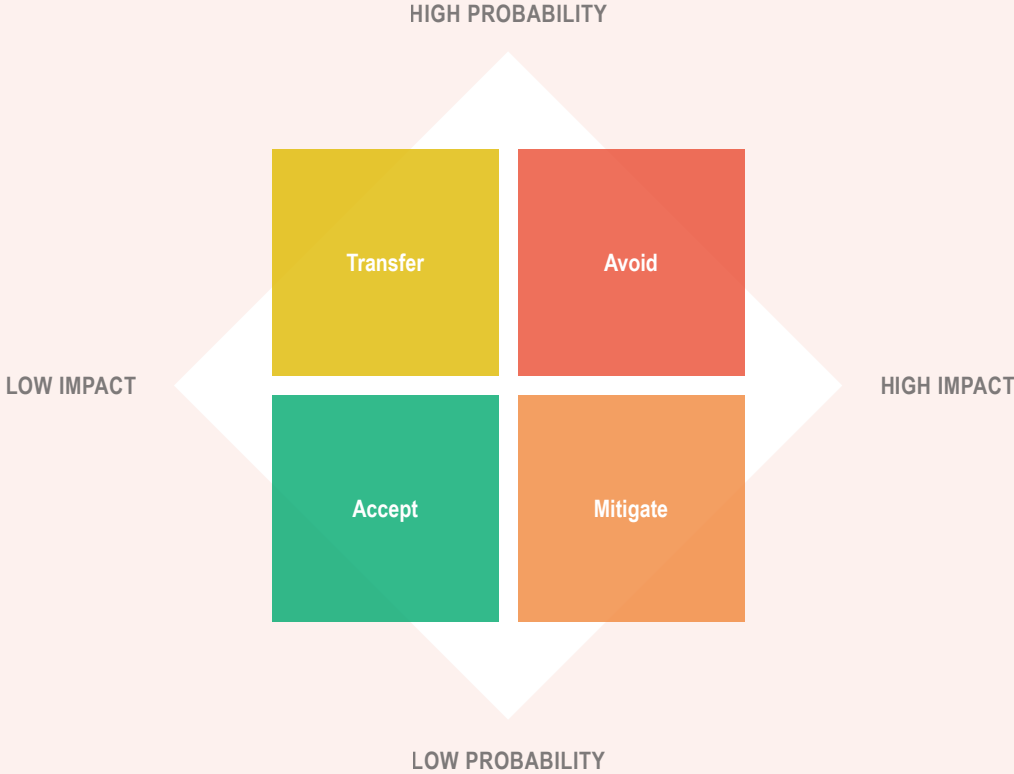 HIGH PROBABILITY
Transfer
Avoid
LOW IMPACT
HIGH IMPACT
Accept
Mitigate
LOW PROBABILITY